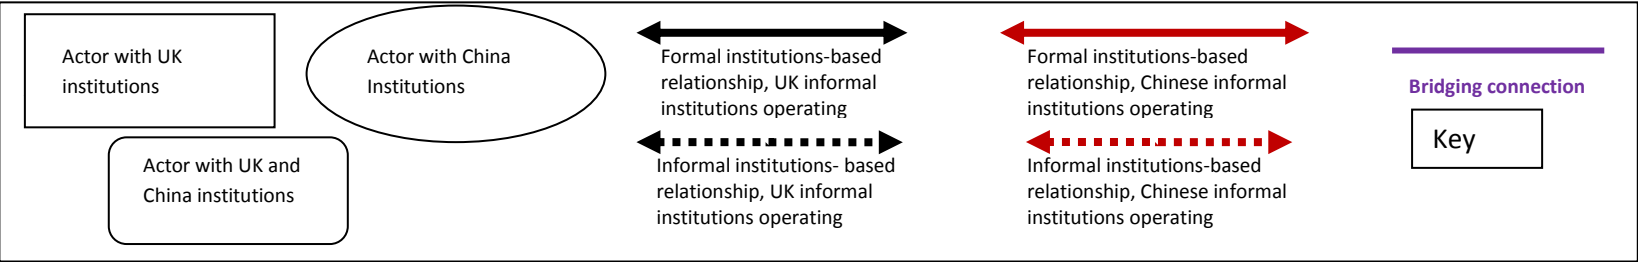 Actor with UK
institutions
Actor with China
Institutions
Formal institutions-based
relationship, UK informal
institutions operating
Formal institutions-based
relationship, Chinese informal
institutions operating
Bridging connection
Key
Actor with UK and
China institutions
Informal institutions- based
relationship, UK informal
institutions operating
Informal institutions-based
relationship, Chinese informal
institutions operating